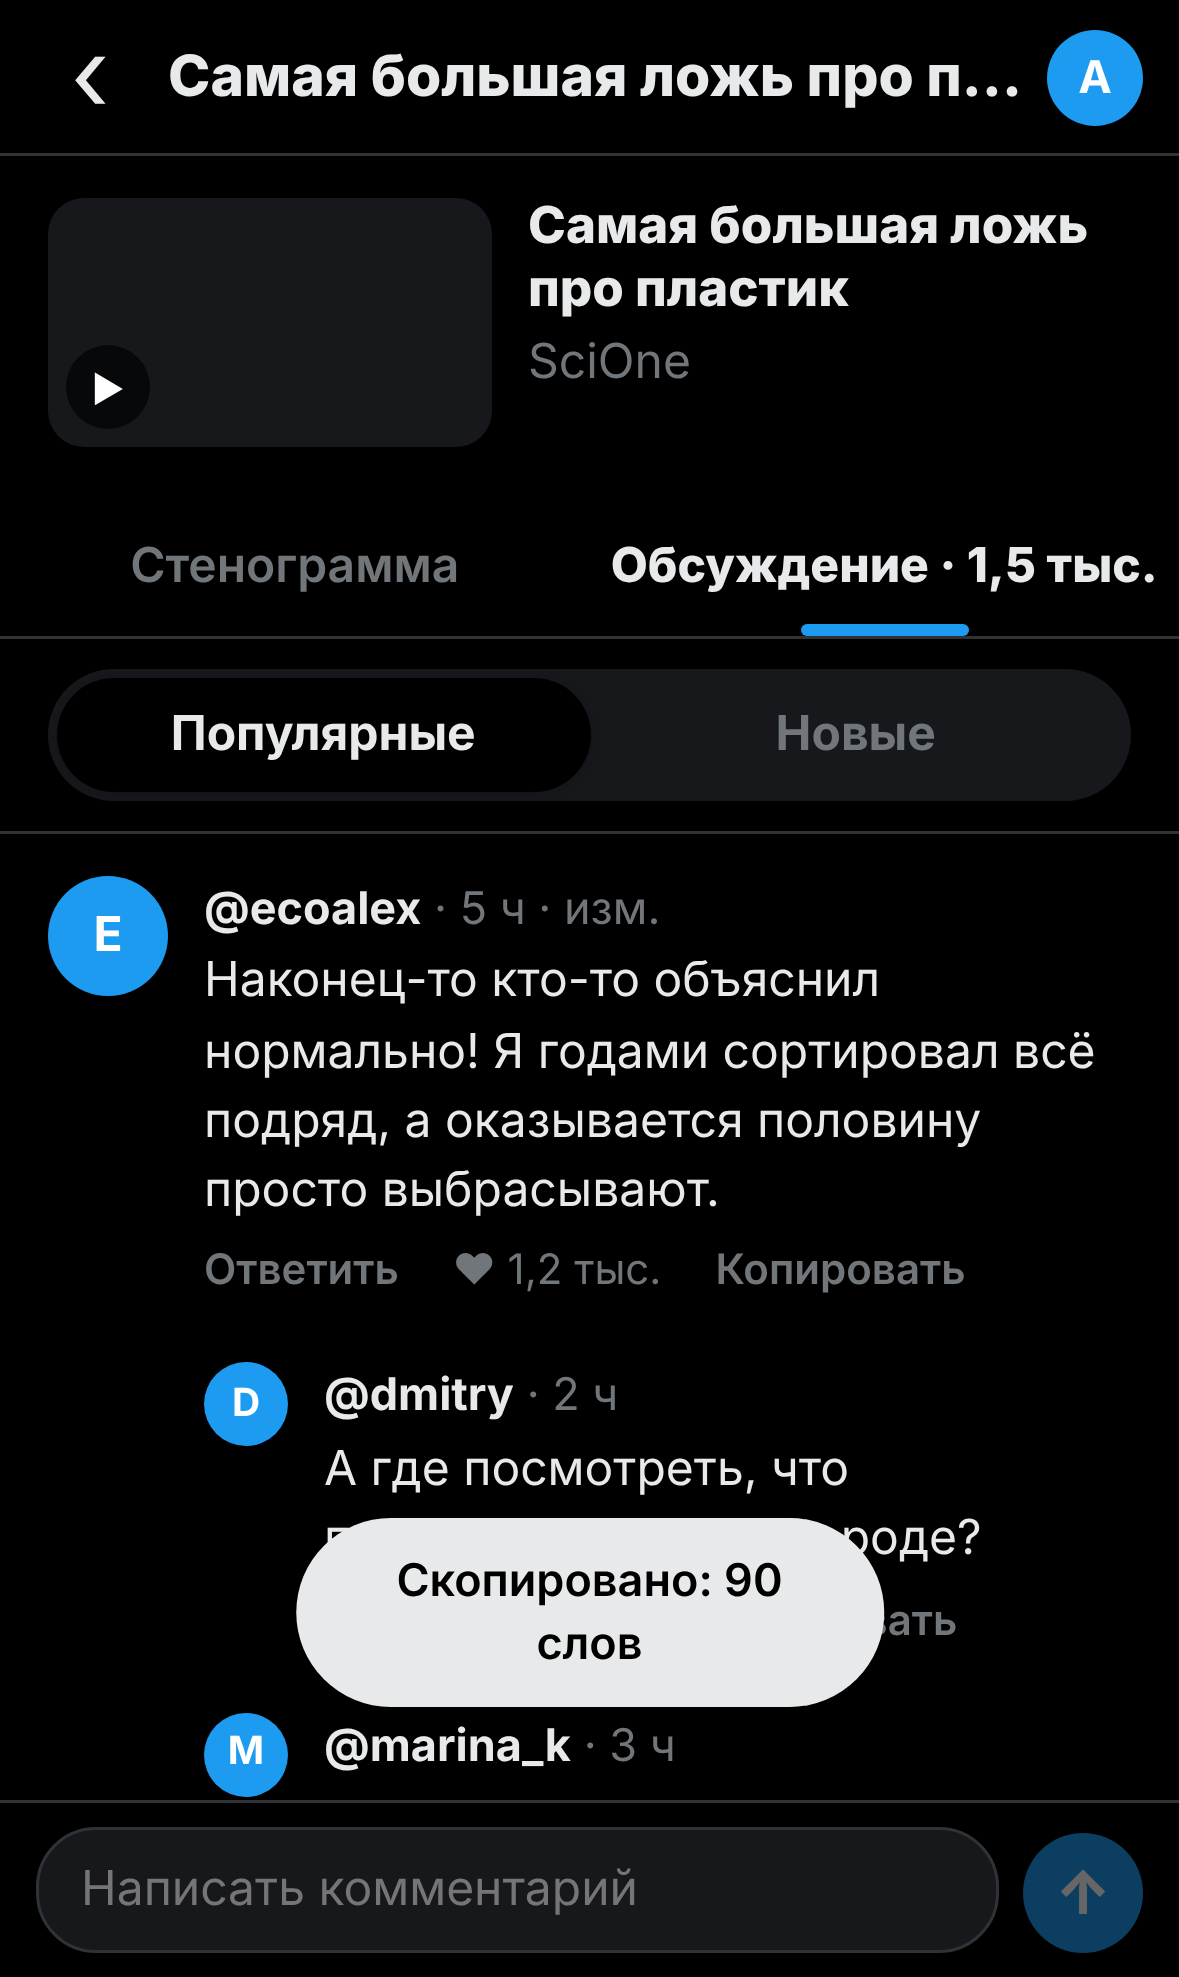 Самая большая ложь про п...
A
Самая большая ложь
про пластик
SciOne
Стенограмма
Обсуждение · 1,5 тыс.
Популярные
Новые
E
@ecoalex · 5 ч · изм.
Наконец-то кто-то объяснил
нормально! Я годами сортировал всё
подряд, а оказывается половину
просто выбрасывают.
Ответить ♥ 1,2 тыс. Копировать
D
@dmitry · 2 ч
А где посмотреть, что
Скопировано: 90
слов
M
@marina_k · 3 ч
Написать комментарий